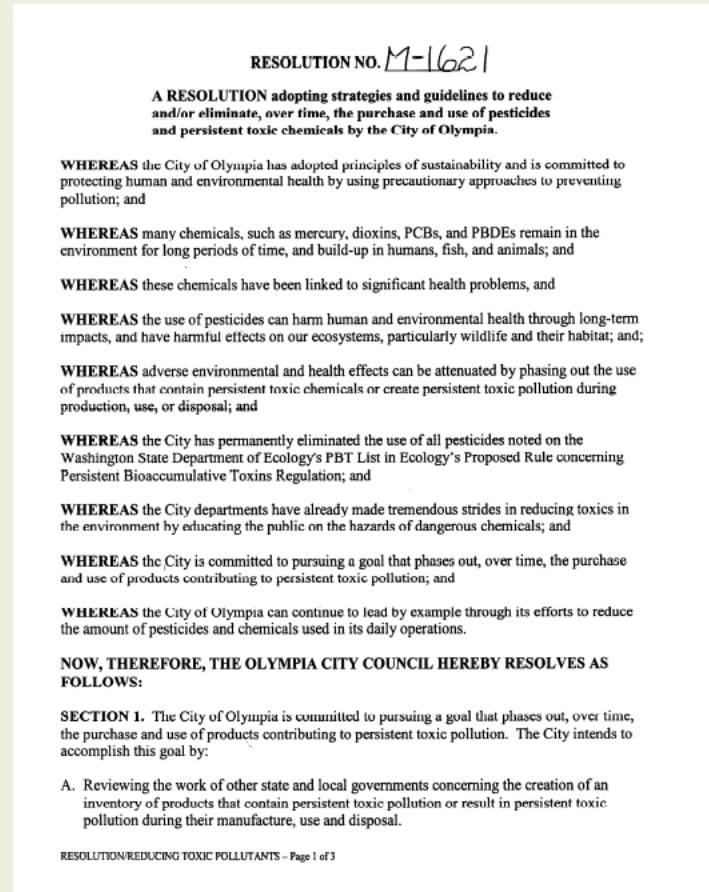 RESOLUTION NO. M-1621
A RESOLUTION adopting strategies and guidelines to reduce
and/or eliminate, over time, the purchase and use of pesticides
and persistent toxic chemicals by the City of Olympia.
WHEREAS the City of Olympia has adopted principles of sustainability and is committed to
protecting human and environmental health by using precautionary approaches to preventing
pollution; and
WHEREAS many chemicals, such as mercury, dioxins, PCBs, and PBDEs remain in the
environment for long periods of time, and build-up in humans, fish, and animals; and
WHEREAS these chemicals have been linked to significant health problems, and
WHEREAS the use of pesticides can harm human and environmental health through long-term
impacts, and have harmful effects on our ecosystems, particularly wildlife and their habitat; and;
WHEREAS adverse environmental and health effects can be attenuated by phasing out the use
of products that contain persistent toxic chemicals or create persistent toxic pollution during
production, use, or disposal; and
WHEREAS the City has permanently eliminated the use of all pesticides noted on the
Washington State Department of Ecology's PBT List in Ecology's Proposed Rule concerning
Persistent Bioaccumulative Toxins Regulation; and
WHEREAS the City departments have already made tremendous strides in reducing toxics in
the environment by educating the public on the hazards of dangerous chemicals; and
WHEREAS the City is committed to pursuing a goal that phases out, over time, the purchase
and use of products contributing to persistent toxic pollution; and
WHEREAS the City of Olympia can continue to lead by example through its efforts to reduce
the amount of pesticides and chemicals used in its daily operations.
NOW, THEREFORE, THE OLYMPIA CITY COUNCIL HEREBY RESOLVES AS
FOLLOWS:
SECTION 1. The City of Olympia is committed to pursuing a goal that phases out, over time,
the purchase and use of products contributing to persistent toxic pollution. The City intends to
accomplish this goal by:
A. Reviewing the work of other state and local governments concerning the creation of an
inventory of products that contain persistent toxic pollution or result in persistent toxic
pollution during their manufacture, use and disposal.
RESOLUTION/REDUCING TOXIC POLLUTANTS – Page 1 of 3